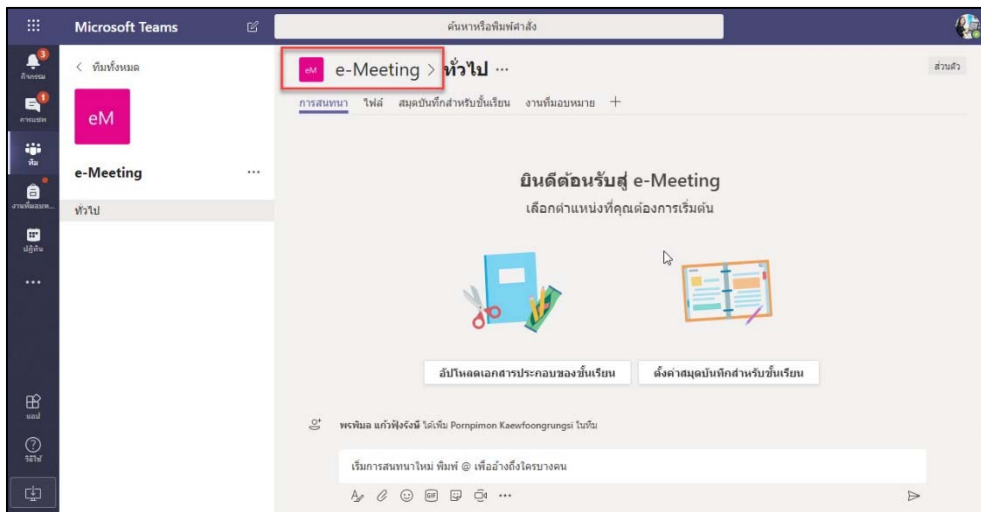 Microsoft Teams
ค้นหาหรือพิมพ์คำสั่ง
3
กิจกรรม
1
การแชท
ทีม
งานที่มอบห...
ปฏิทิน
แอป
วิธีใช้
< ทีมทั้งหมด
eM
e-Meeting ...
ทั่วไป
eM e-Meeting > ทั่วไป ...
ส่วนตัว
การสนทนา ไฟล์ สมุดบันทึกสำหรับชั้นเรียน งานที่มอบหมาย +
ยินดีต้อนรับสู่ e-Meeting
เลือกตำแหน่งที่คุณต้องการเริ่มต้น
อัปโหลดเอกสารประกอบของชั้นเรียน ตั้งค่าสมุดบันทึกสำหรับชั้นเรียน
พรพิมล แก้วฟุ้งรังษี ได้เพิ่ม Pornpimon Kaewfoongrungsi ในทีม
เริ่มการสนทนาใหม่ พิมพ์ @ เพื่ออ้างถึงใครบางคน
GIF